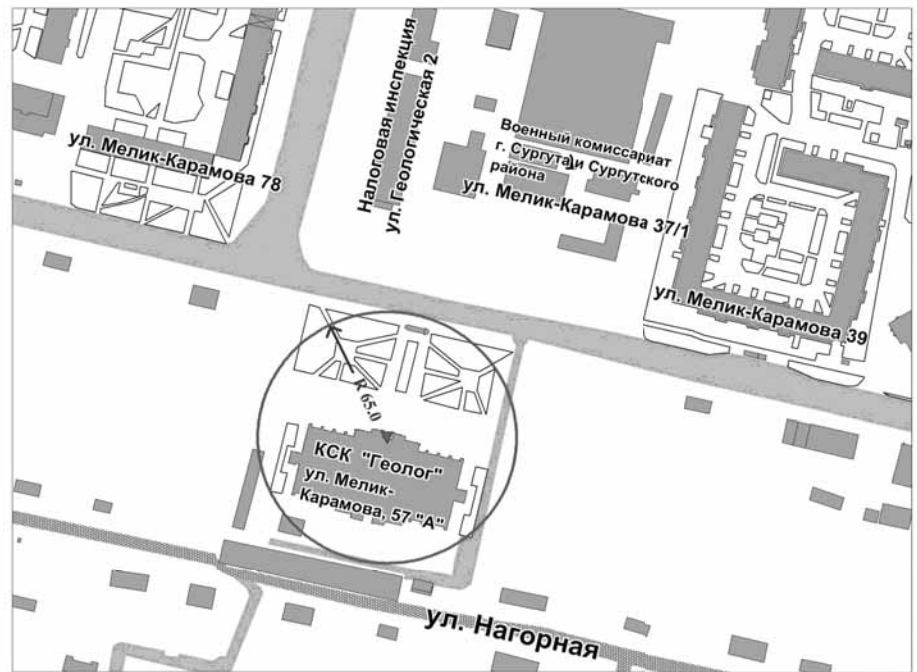 ул. Мелик-Карамова 78
Налоговая инспекция
ул. Геологическая 2
Военный комиссариат
г. Сургута и Сургутского
района
ул. Мелик-Карамова 37/1
ул. Мелик-Карамова 39
R 65.0
КСК "Геолог"
ул. Мелик-
Карамова, 57 "А"
ул. Нагорная